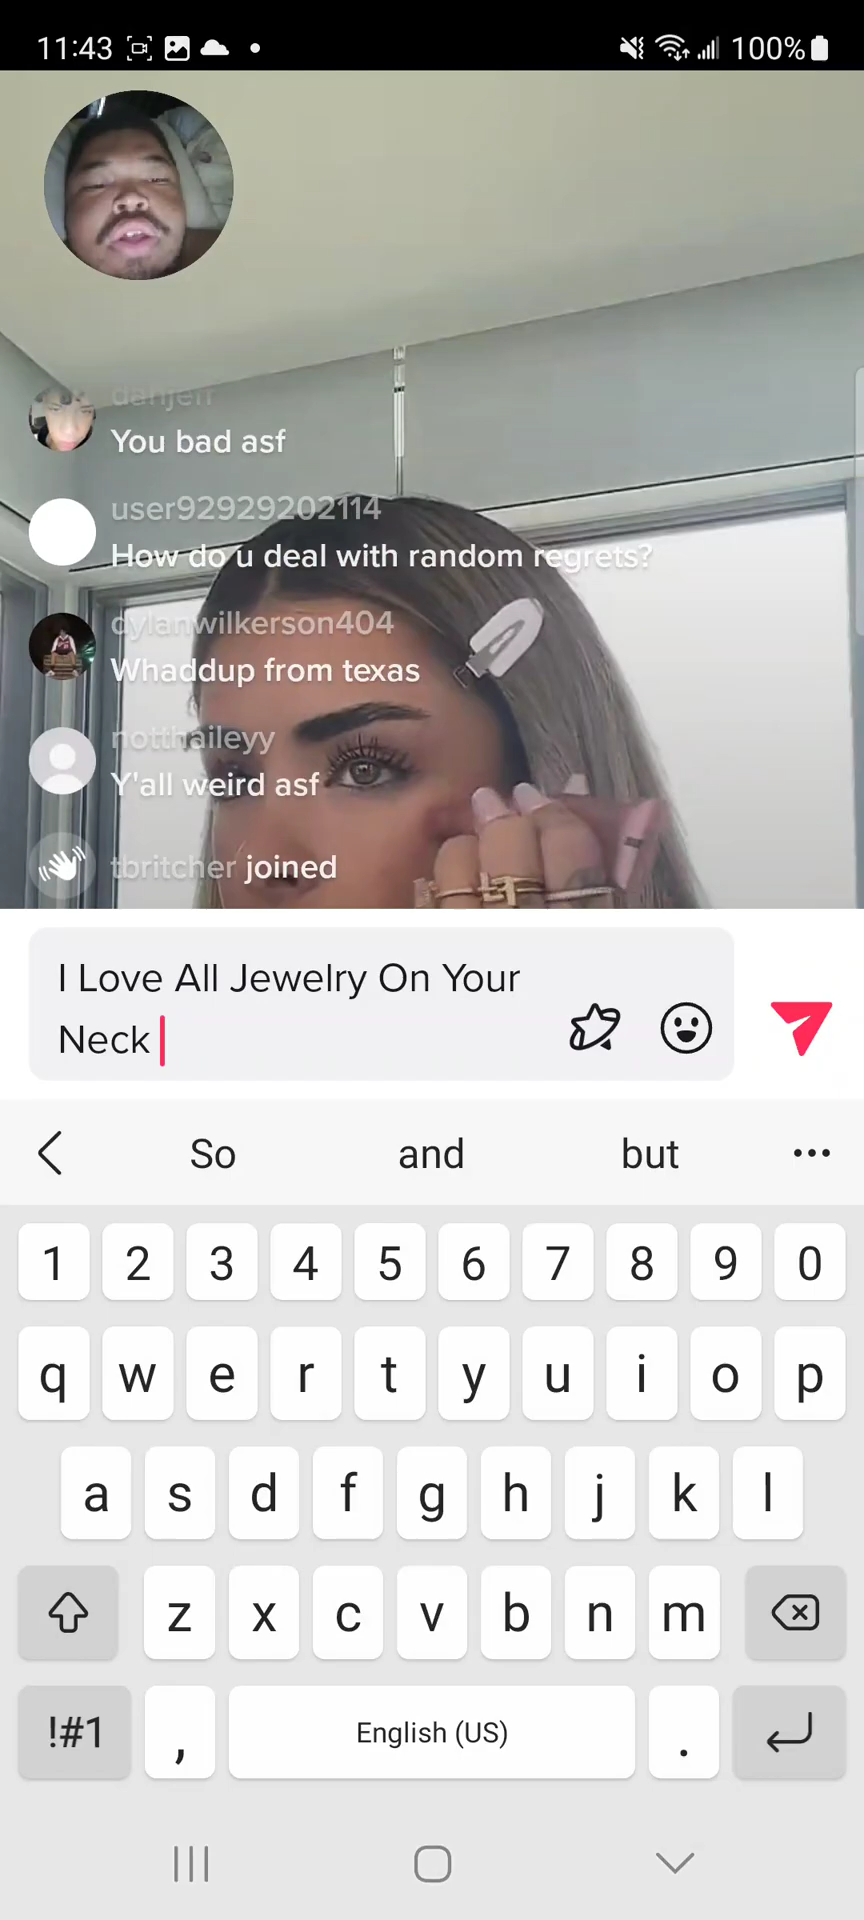 11:43
100%
danjerr
You bad asf
user92929202114
How do u deal with random regrets?
dylanwilkerson404
Whaddup from texas
notthaileyy
Y'all weird asf
tbritcher joined
I Love All Jewelry On Your
Neck
So and but
1 2 3 4 5 6 7 8 9 0
q w e r t y u i o p
a s d f g h j k l
z x c v b n m
!#1 , English (US) .